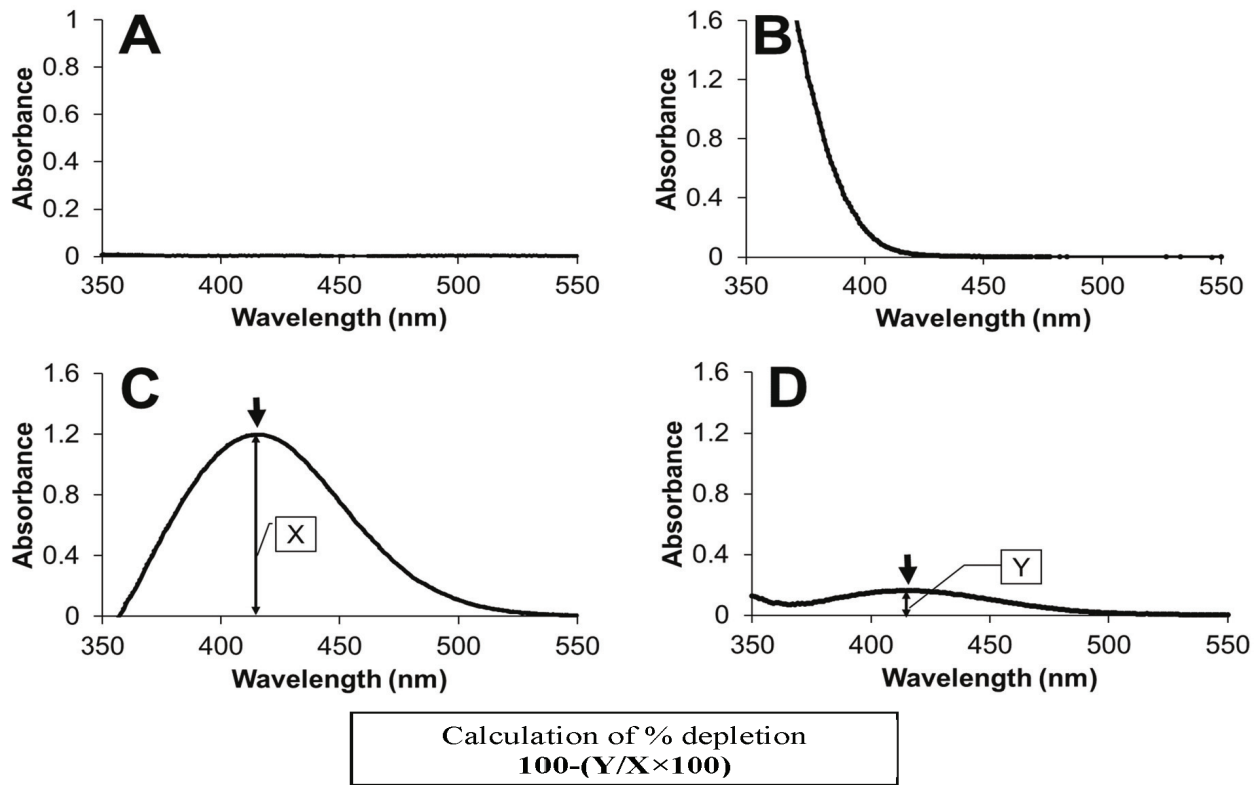 A
Absorbance
1
0.8
0.6
0.4
0.2
0
350 400 450 500 550
Wavelength (nm)
B
Absorbance
1.6
1.2
0.8
0.4
0
350 400 450 500 550
Wavelength (nm)
C
Absorbance
1.6
1.2
0.8
0.4
0
X
350 400 450 500 550
Wavelength (nm)
D
Absorbance
1.6
1.2
0.8
0.4
0
Y
350 400 450 500 550
Wavelength (nm)
Calculation of % depletion
100-(Y/X×100)